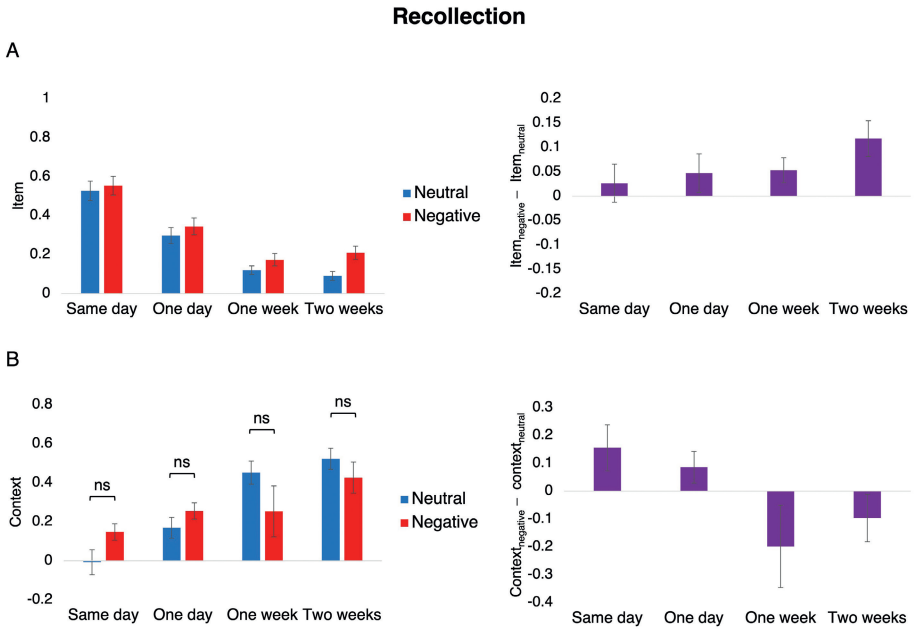 Recollection
A
1
0.8
0.6
0.4
0.2
0
Item
Same day One day One week Two weeks
Neutral
Negative
0.2
0.15
0.1
0.05
0
-0.05
-0.1
-0.15
-0.2
Item_negative – Item_neutral
Same day One day One week Two weeks
B
0.8
0.6
0.4
0.2
0
-0.2
Context
ns
ns
ns
ns
Same day One day One week Two weeks
Neutral
Negative
0.3
0.2
0.1
0
-0.1
-0.2
-0.3
-0.4
Context_negative – context_neutral
Same day One day One week Two weeks